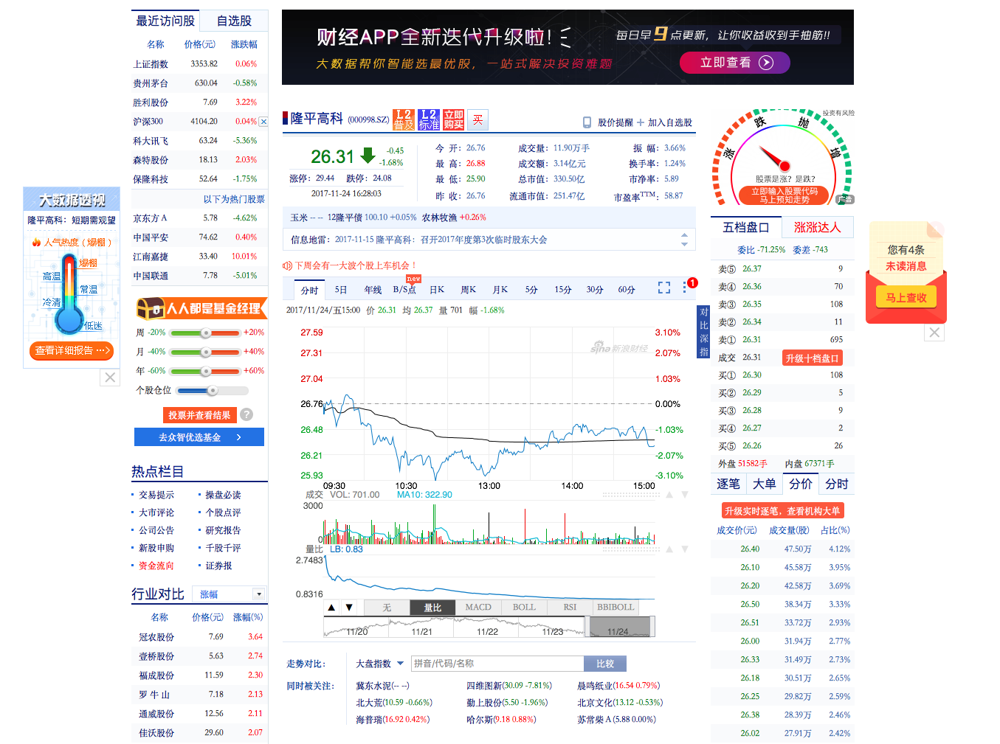 最近访问股 自选股
名称 价格(元) 涨跌幅
上证指数 3353.82 0.06%
贵州茅台 630.04 -0.58%
胜利股份 7.69 3.22%
沪深300 4104.20 0.04%
科大讯飞 63.24 -5.36%
森特股份 18.13 2.03%
保隆科技 52.64 -1.75%
以下为热门股票
京东方A 5.78 -4.62%
中国平安 74.62 0.40%
江南嘉捷 33.40 10.01%
中国联通 7.78 -5.01%
人人都是基金经理
周 -20% +20%
月 -40% +40%
年 -60% +60%
个股仓位
投票并查看结果 ?
去众智优选基金 >
热点栏目
交易提示 操盘必读
大市评论 个股点评
公司公告 研究报告
新股申购 千股千评
资金流向 证券报
行业对比 涨幅
名称 价格(元) 涨幅(%)
冠农股份 7.69 3.64
壹桥股份 5.63 2.74
福成股份 11.59 2.30
罗 牛 山 7.18 2.13
通威股份 12.56 2.11
佳沃股份 29.60 2.07
大数据透视
隆平高科：短期需观望
人气热度（爆棚）
爆棚
高温
常温
冷清
低迷
查看详细报告 ···>
财经APP全新迭代升级啦！
每日早9点更新，让你收益收到手抽筋!!
大数据帮你智能选最优股，一站式解决投资难题
立即查看
隆平高科 (000998.SZ) L2普及 L2标准 立即购买 买
股价提醒 加入自选股
26.31 -0.45
-1.68%
涨停：29.44 跌停：24.08
2017-11-24 16:28:03
今 开：26.76 成交量：11.90万手 振 幅：3.66%
最 高：26.88 成交额：3.14亿元 换手率：1.24%
最 低：25.90 总市值：330.50亿 市净率：5.89
昨 收：26.76 流通市值：251.47亿 市盈率TTM：58.87
玉米 -- -- 12隆平债 100.10 +0.05% 农林牧渔 +0.26%
信息地雷：2017-11-15 隆平高科：召开2017年度第3次临时股东大会
下周会有一大波个股上车机会！
new
分时 5日 年线 B/S点 日K 周K 月K 5分 15分 30分 60分 1
2017/11/24/五15:00 价 26.31 均 26.37 量 701 幅 -1.68%
对比深指
27.59 3.10%
sina新浪财经
27.31 2.07%
27.04 1.03%
26.76 0.00%
26.48 -1.03%
26.21 -2.07%
25.93 -3.10%
09:30 10:30 13:00 14:00 15:00
成交 VOL: 701.00 MA10: 322.90
3000
0
量比 LB: 0.83
2.7483
0.8316
无 量比 MACD BOLL RSI BBIBOLL
11/20 11/21 11/22 11/23 11/24
走势对比： 大盘指数 拼音/代码/名称 比较
同时被关注： 冀东水泥(-- --) 四维图新(30.09 -7.81%) 晨鸣纸业(16.54 0.79%)
北大荒(10.59 -0.66%) 勤上股份(5.50 -1.96%) 北京文化(13.12 -0.53%)
海普瑞(16.92 0.42%) 哈尔斯(9.18 0.88%) 苏常柴A(5.88 0.00%)
投资有风险
涨 跌 抛 增
股票是涨？是跌？
立即输入股票代码
马上预知走势
广告
五档盘口 涨涨达人
委比 -71.25% 委差 -743
卖⑤ 26.37 9
卖④ 26.36 70
卖③ 26.35 108
卖② 26.34 11
卖① 26.31 695
成交 26.31 升级十档盘口
买① 26.30 108
买② 26.29 5
买③ 26.28 9
买④ 26.27 2
买⑤ 26.26 26
外盘 51582手 内盘 67371手
逐笔 大单 分价 分时
升级实时逐笔，查看机构大单
成交价(元) 成交量(股) 占比(%)
26.40 47.50万 4.12%
26.10 45.58万 3.95%
26.20 42.58万 3.69%
26.50 38.34万 3.33%
26.51 33.72万 2.93%
26.00 31.94万 2.77%
26.33 31.49万 2.73%
26.18 30.51万 2.65%
26.25 29.82万 2.59%
26.38 28.39万 2.46%
26.02 27.91万 2.42%
您有4条
未读消息
马上查收